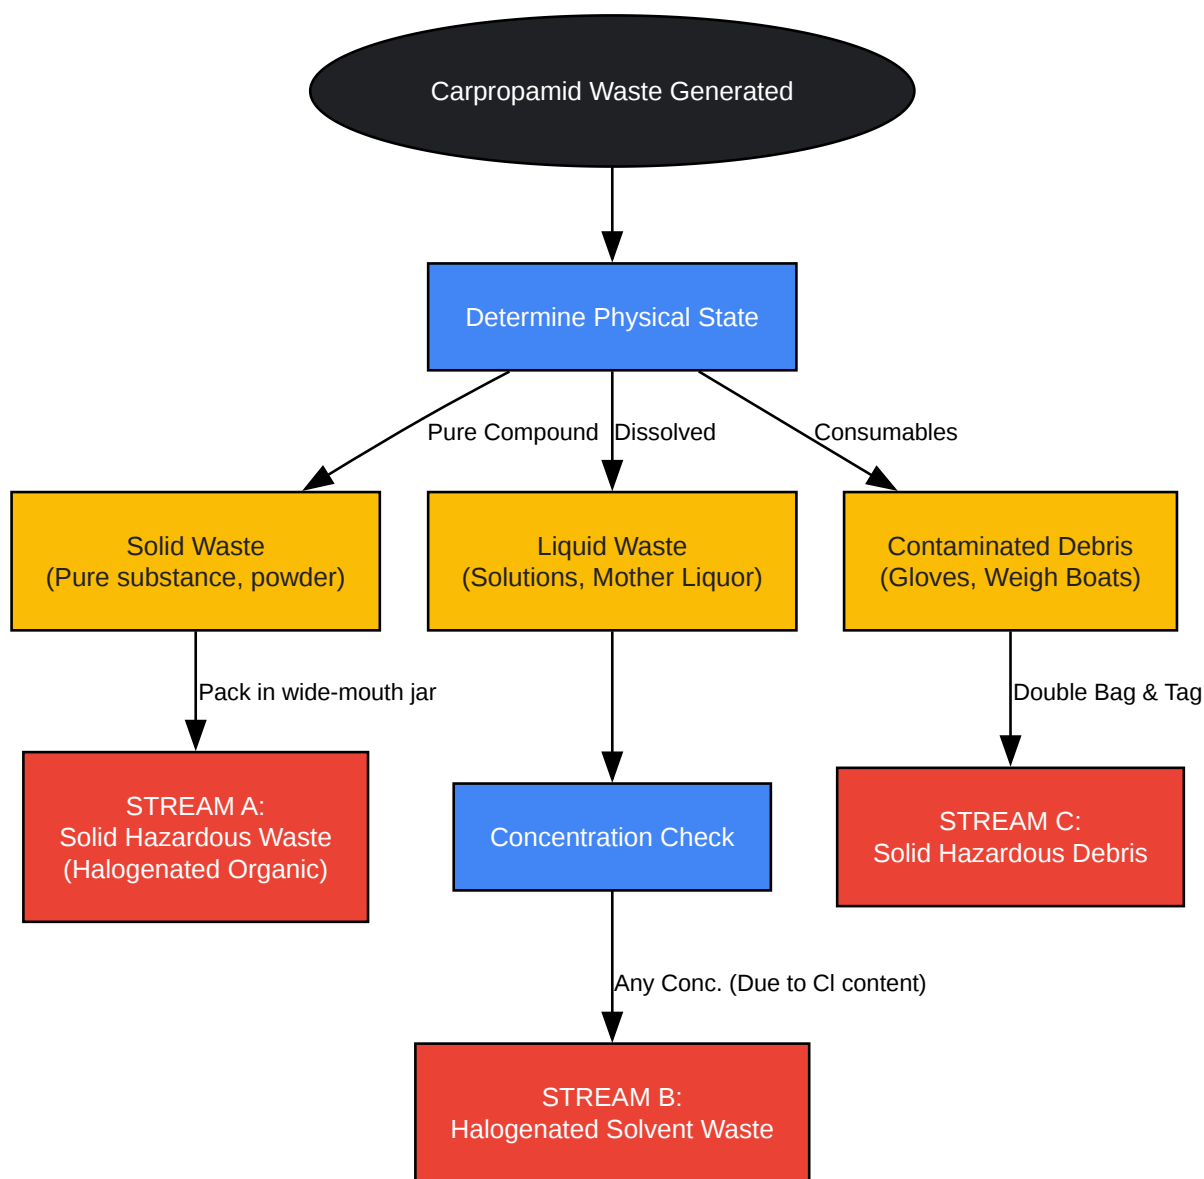 Carpropamid Waste Generated
Determine Physical State
Pure Compound
Dissolved
Consumables
Solid Waste
(Pure substance, powder)
Liquid Waste
(Solutions, Mother Liquor)
Contaminated Debris
(Gloves, Weigh Boats)
Pack in wide-mouth jar
Double Bag & Tag
STREAM A:
Solid Hazardous Waste
(Halogenated Organic)
Concentration Check
STREAM C:
Solid Hazardous Debris
Any Conc. (Due to Cl content)
STREAM B:
Halogenated Solvent Waste